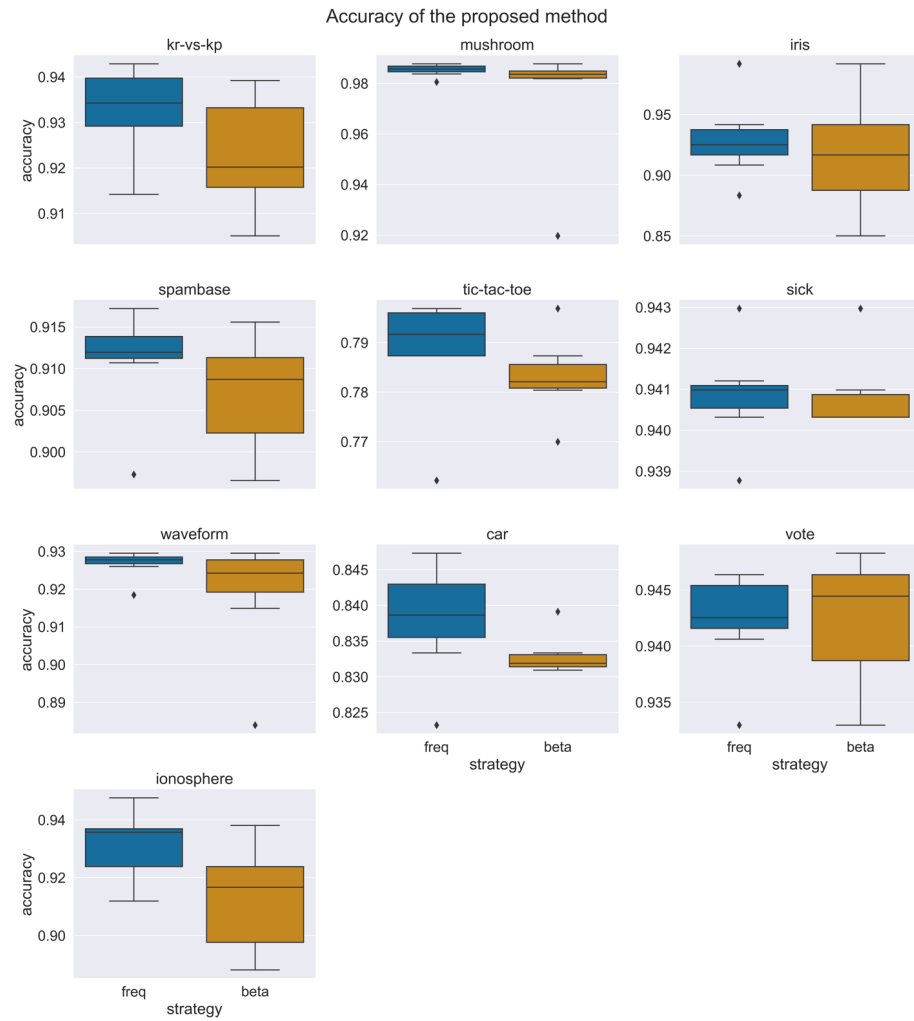 Accuracy of the proposed method
kr-vs-kp
mushroom
iris
0.94
0.93
0.92
0.91
accuracy
0.98
0.96
0.94
0.92
0.95
0.90
0.85
spambase
tic-tac-toe
sick
0.915
0.910
0.905
0.900
accuracy
0.79
0.78
0.77
0.943
0.942
0.941
0.940
0.939
waveform
car
vote
0.93
0.92
0.91
0.90
0.89
accuracy
0.845
0.840
0.835
0.830
0.825
freq beta
strategy
0.945
0.940
0.935
freq beta
strategy
ionosphere
0.94
0.92
0.90
accuracy
freq beta
strategy